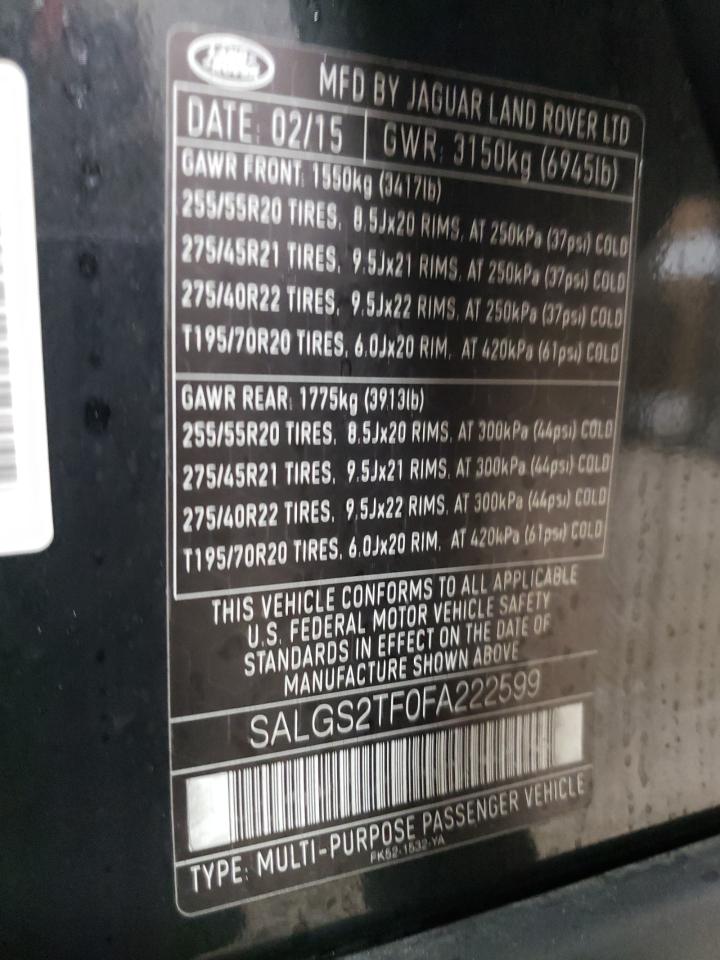 MFD BY JAGUAR LAND ROVER LTD
DATE: 02/15 GWR: 3150kg (6945lb)
GAWR FRONT: 1550kg (3417lb)
255/55R20 TIRES, 8.5Jx20 RIMS, AT 250kPa (37psi) COLD
275/45R21 TIRES, 9.5Jx21 RIMS, AT 250kPa (37psi) COLD
275/40R22 TIRES, 9.5Jx22 RIMS, AT 250kPa (37psi) COLD
T195/70R20 TIRES, 6.0Jx20 RIM, AT 420kPa (61psi) COLD
GAWR REAR: 1775kg (3913lb)
255/55R20 TIRES, 8.5Jx20 RIMS, AT 300kPa (44psi) COLD
275/45R21 TIRES, 9.5Jx21 RIMS, AT 300kPa (44psi) COLD
275/40R22 TIRES, 9.5Jx22 RIMS, AT 300kPa (44psi) COLD
T195/70R20 TIRES, 6.0Jx20 RIM, AT 420kPa (61psi) COLD
THIS VEHICLE CONFORMS TO ALL APPLICABLE
U.S. FEDERAL MOTOR VEHICLE SAFETY
STANDARDS IN EFFECT ON THE DATE OF
MANUFACTURE SHOWN ABOVE
SALGS2TF0FA222599
TYPE: MULTI-PURPOSE PASSENGER VEHICLE
FK52-1532-YA